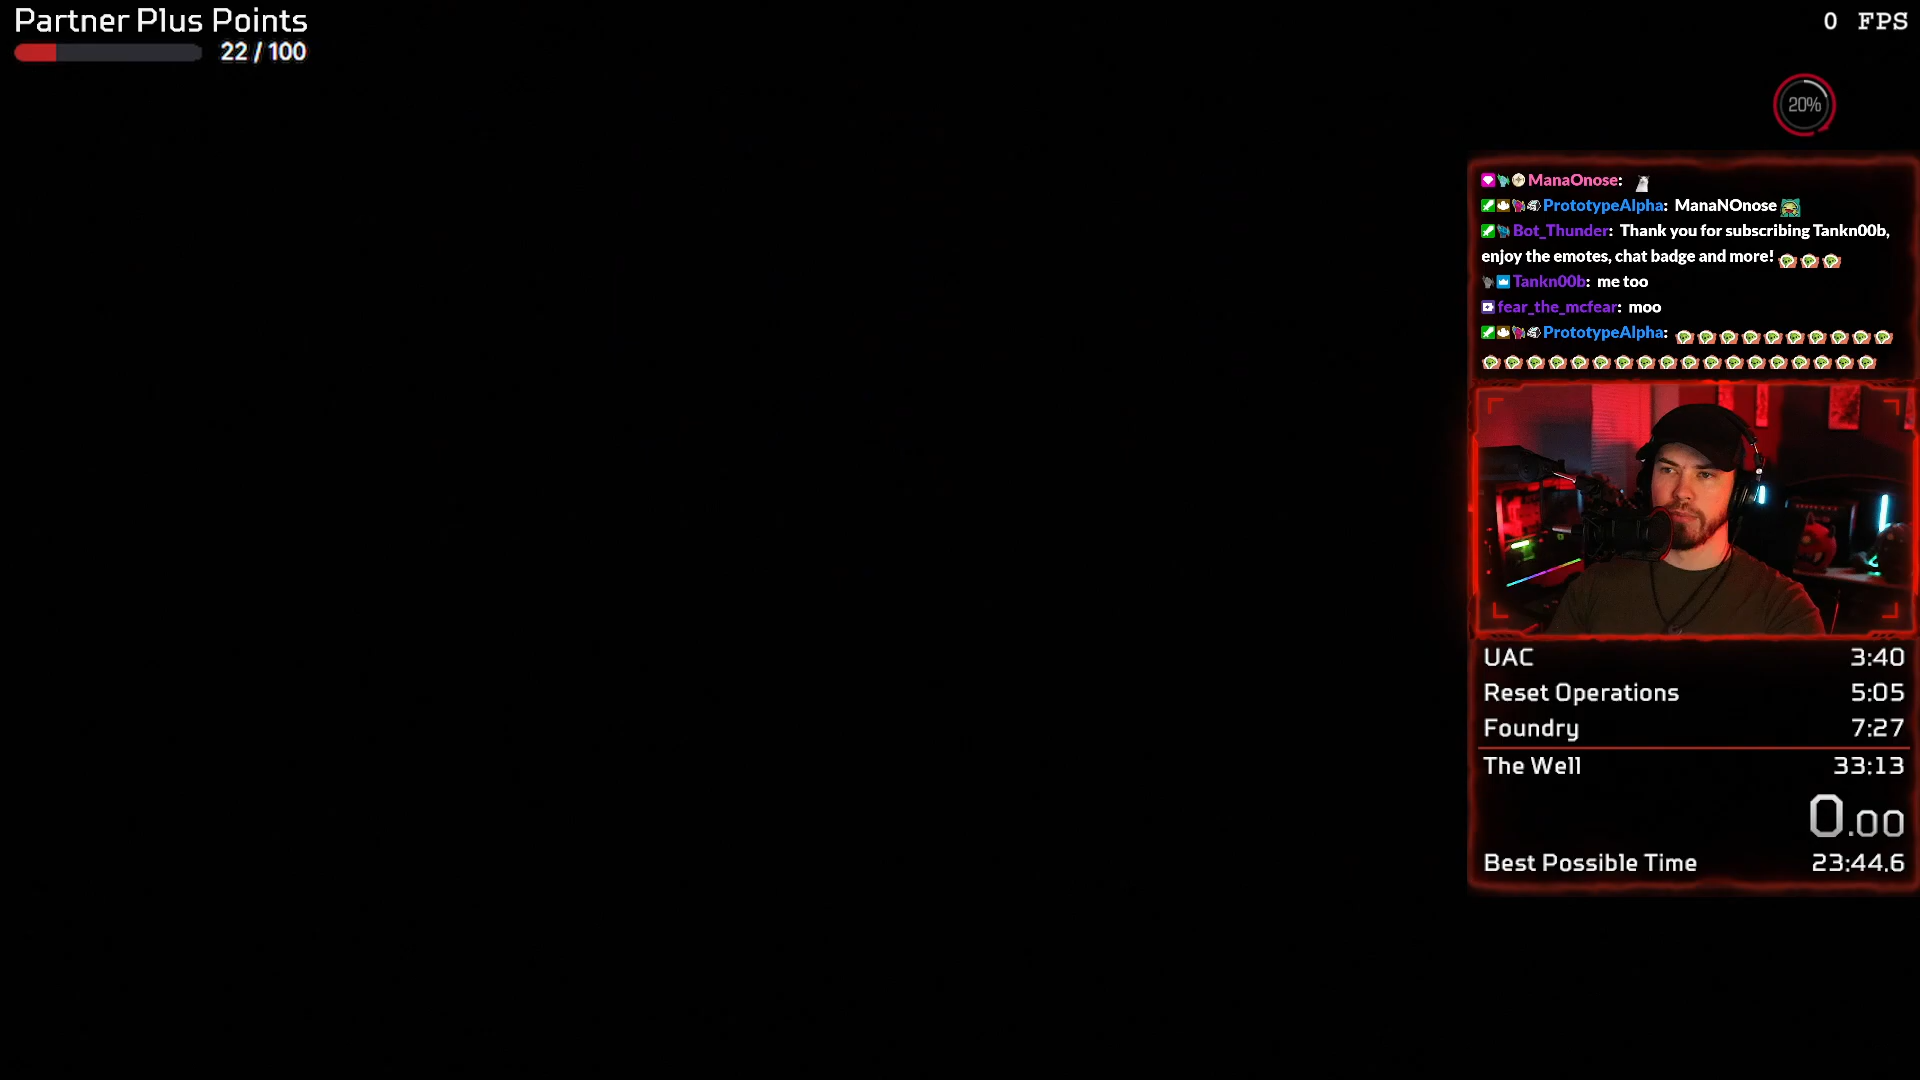 Partner Plus Points
22 / 100
0 FPS
20%
ManaOnose:
PrototypeAlpha: ManaNOnose
Bot_Thunder: Thank you for subscribing Tankn00b,
enjoy the emotes, chat badge and more!
Tankn00b: me too
fear_the_mcfear: moo
PrototypeAlpha:
UAC 3:40
Reset Operations 5:05
Foundry 7:27
The Well 33:13
0.00
Best Possible Time 23:44.6